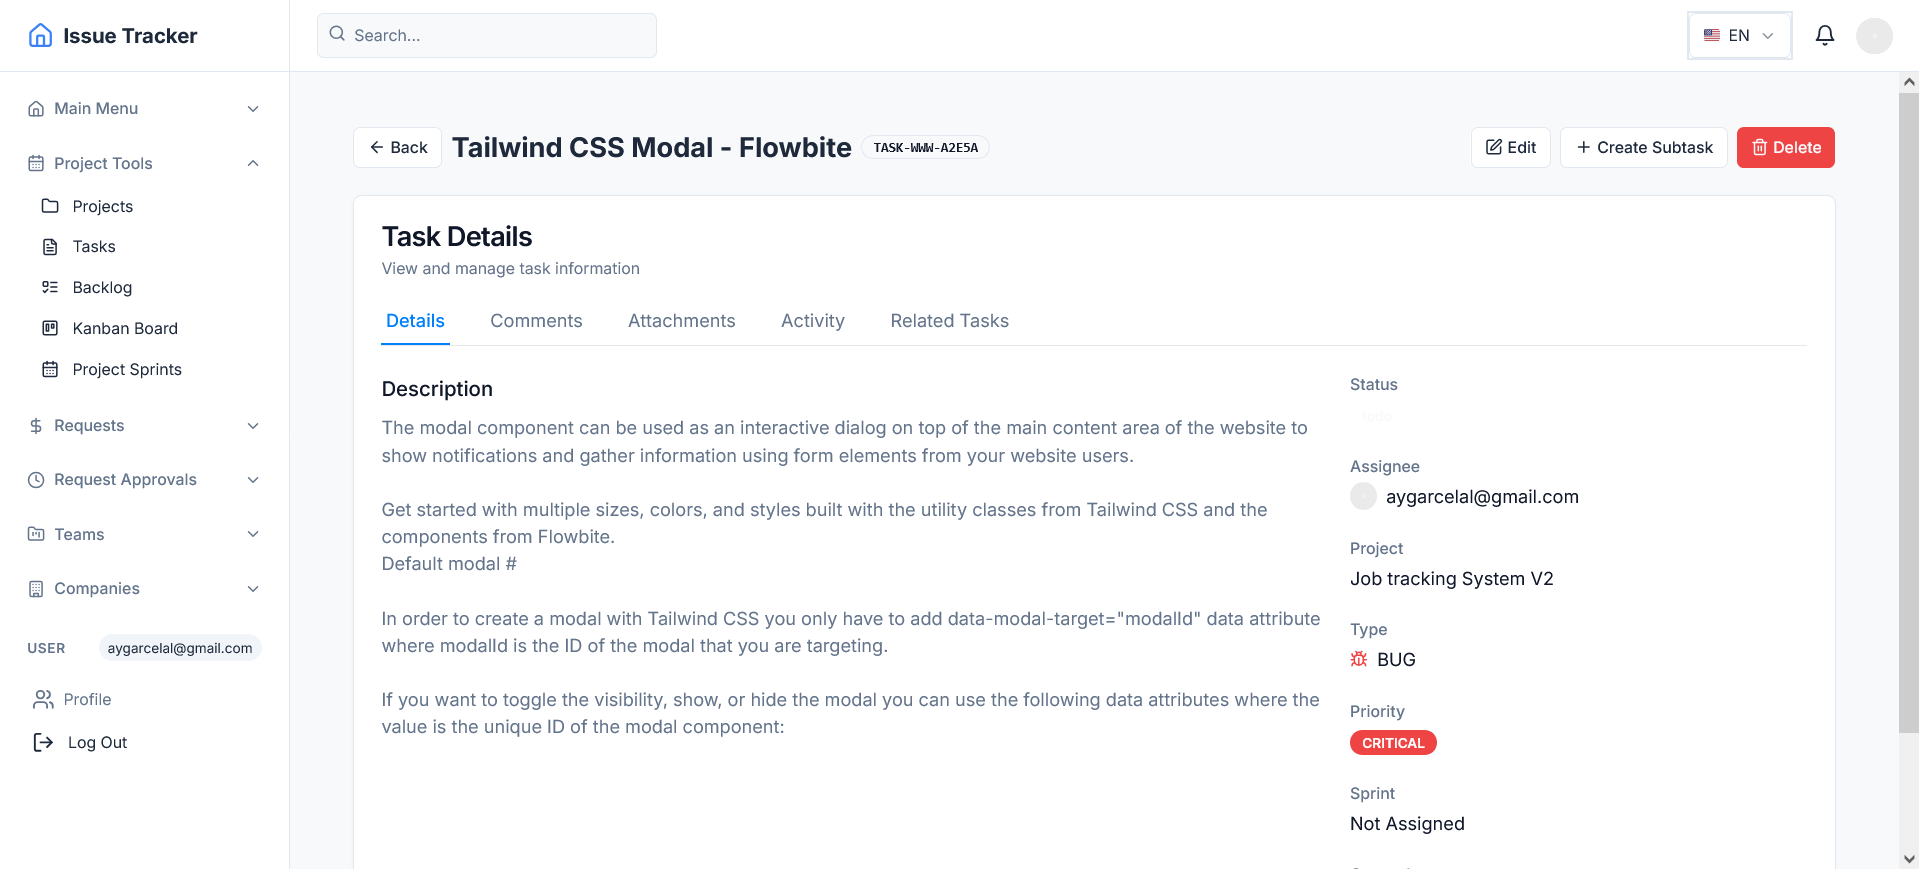 Issue Tracker
Search...
EN
Main Menu
Project Tools
Projects
Tasks
Backlog
Kanban Board
Project Sprints
Requests
Request Approvals
Teams
Companies
USER
aygarcelal@gmail.com
Profile
Log Out
Back
Tailwind CSS Modal - Flowbite
TASK-WWW-A2E5A
Edit
Create Subtask
Delete
Task Details
View and manage task information
Details
Comments
Attachments
Activity
Related Tasks
Description
The modal component can be used as an interactive dialog on top of the main content area of the website to
show notifications and gather information using form elements from your website users.
Get started with multiple sizes, colors, and styles built with the utility classes from Tailwind CSS and the
components from Flowbite.
Default modal #
In order to create a modal with Tailwind CSS you only have to add data-modal-target="modalId" data attribute
where modalId is the ID of the modal that you are targeting.
If you want to toggle the visibility, show, or hide the modal you can use the following data attributes where the
value is the unique ID of the modal component:
Status
todo
Assignee
aygarcelal@gmail.com
Project
Job tracking System V2
Type
BUG
Priority
CRITICAL
Sprint
Not Assigned